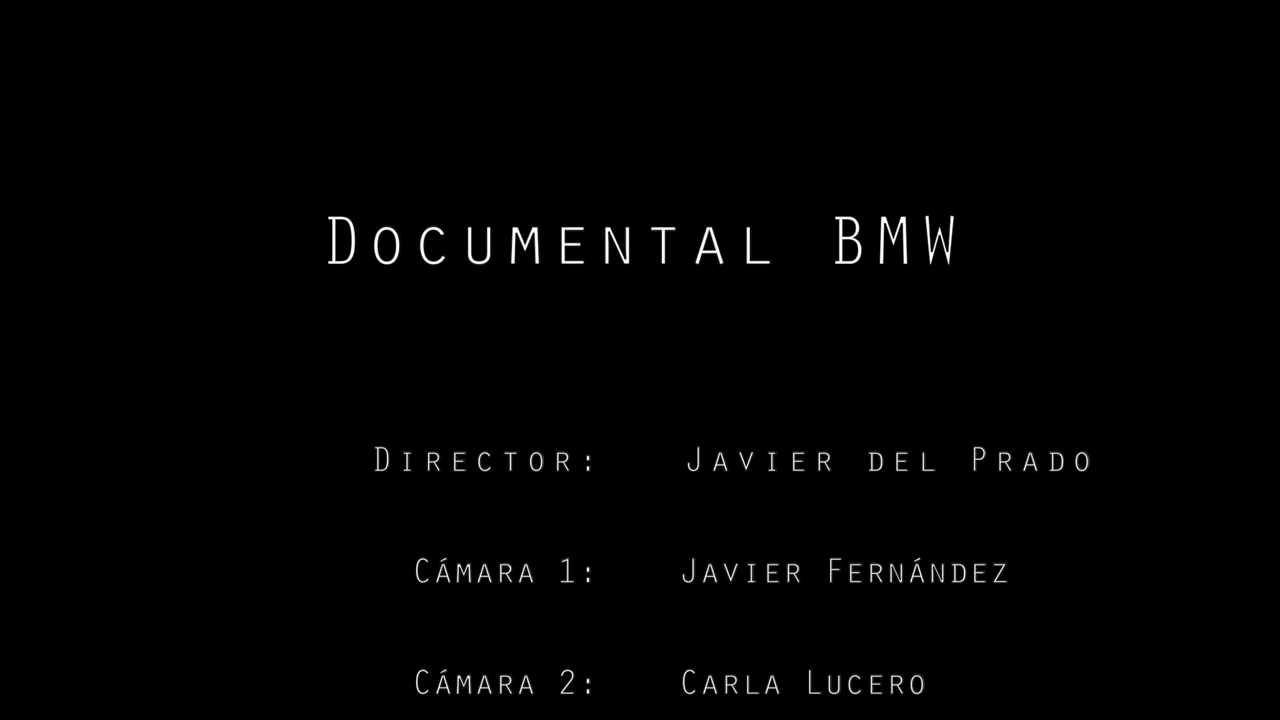 Documental BMW
Director: Javier del Prado
Cámara 1: Javier Fernández
Cámara 2: Carla Lucero